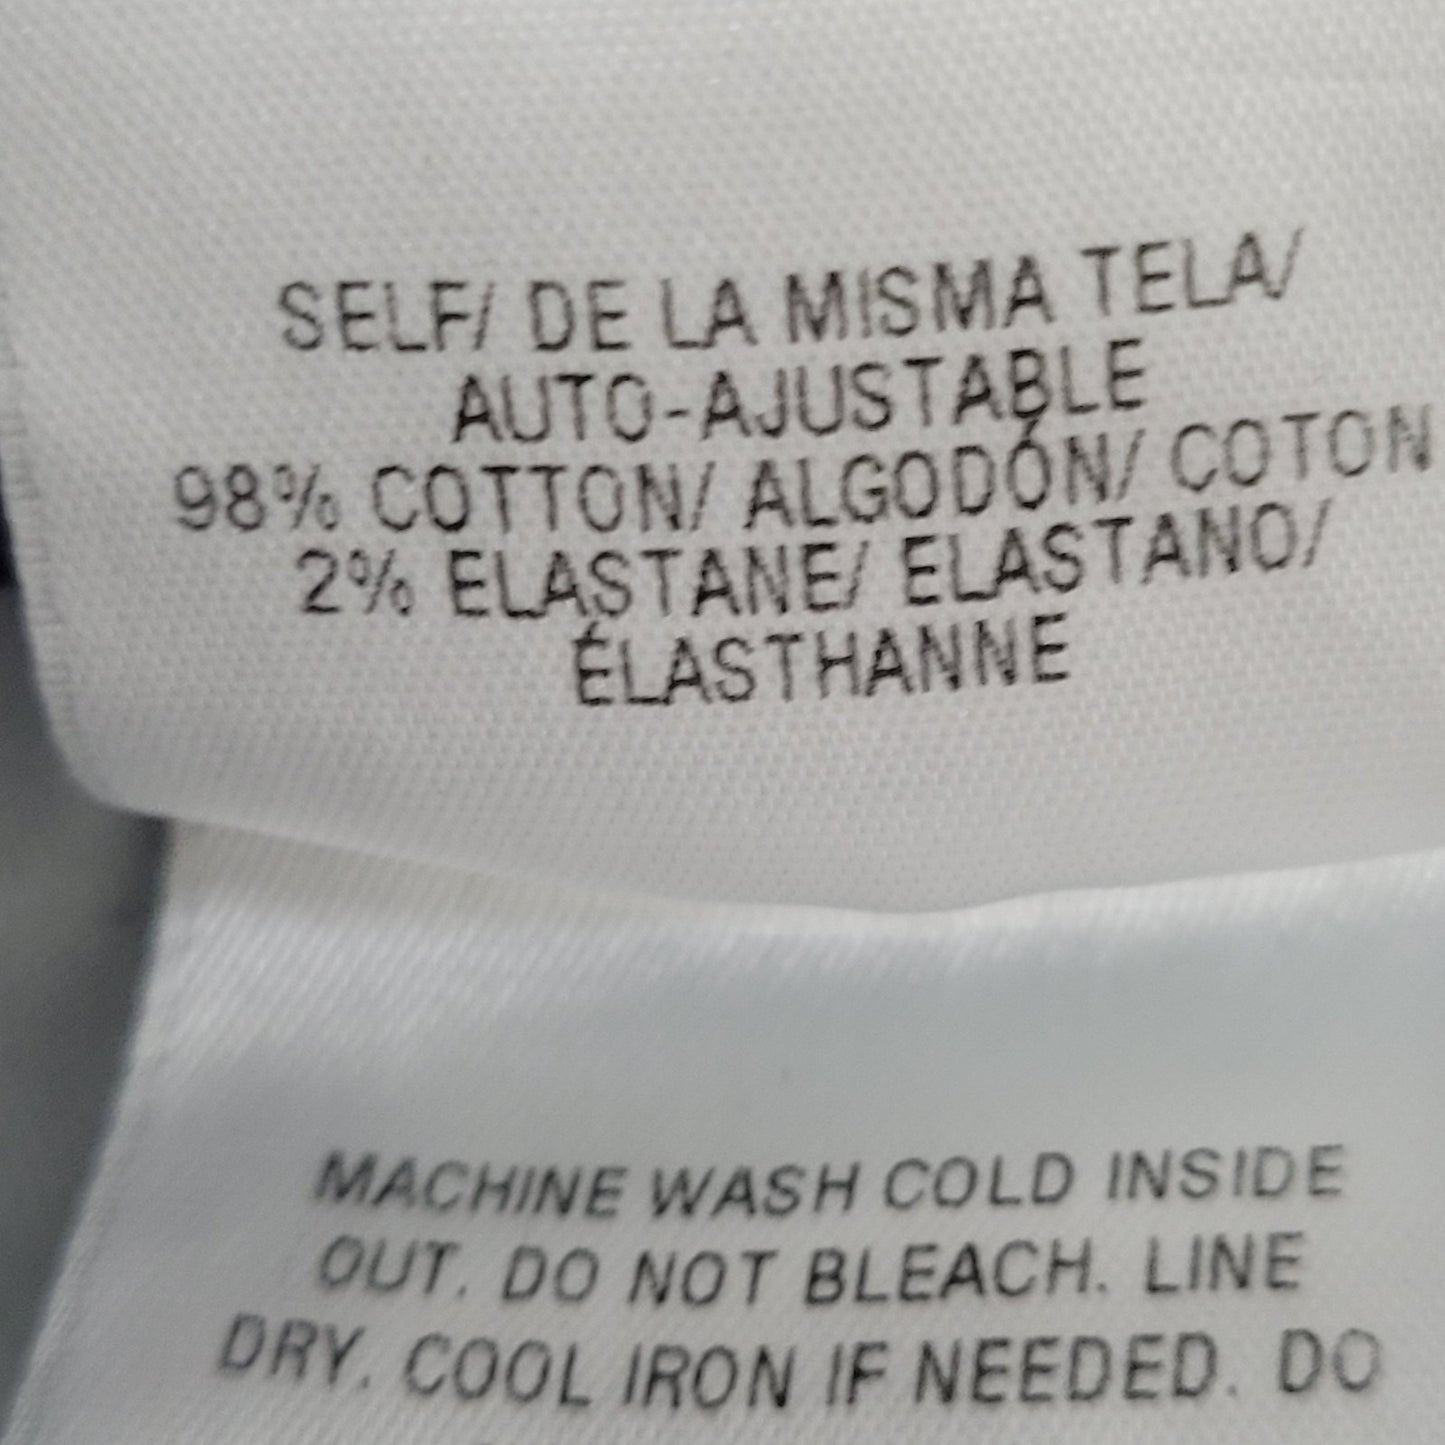 SELF/ DE LA MISMA TELA/
AUTO-AJUSTABLE
98% COTTON/ ALGODÓN/ COTON
2% ELASTANE/ ELASTANO/
ÉLASTHANNE
MACHINE WASH COLD INSIDE
OUT. DO NOT BLEACH. LINE
DRY. COOL IRON IF NEEDED. DO